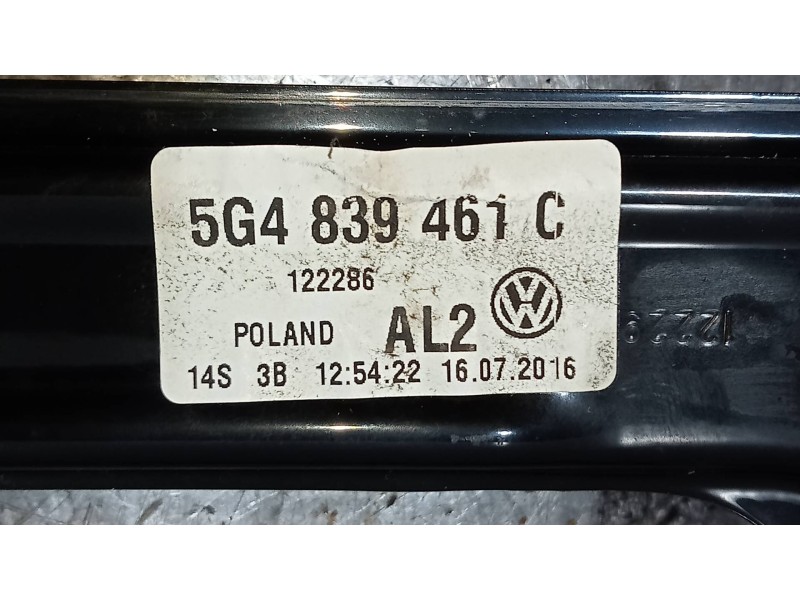 5G4 839 461 C
122286
POLAND AL2
14S 3B 12:54:22 16.07.2016